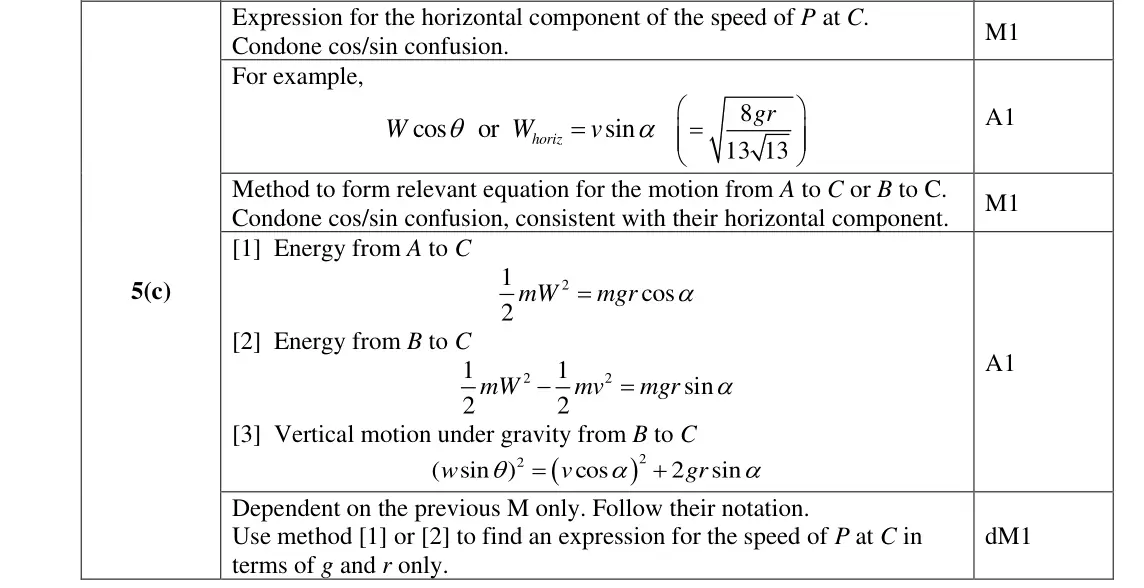 Expression for the horizontal component of the speed of P at C.
Condone cos/sin confusion.
M1
For example,
W cos θ or W_horiz = v sin α ( = √(8gr / 13√13) )
A1
Method to form relevant equation for the motion from A to C or B to C.
Condone cos/sin confusion, consistent with their horizontal component.
M1
5(c)
[1] Energy from A to C
1/2 mW² = mgr cos α
[2] Energy from B to C
1/2 mW² − 1/2 mv² = mgr sin α
[3] Vertical motion under gravity from B to C
(w sin θ)² = (v cos α)² + 2gr sin α
A1
Dependent on the previous M only. Follow their notation.
Use method [1] or [2] to find an expression for the speed of P at C in
terms of g and r only.
dM1